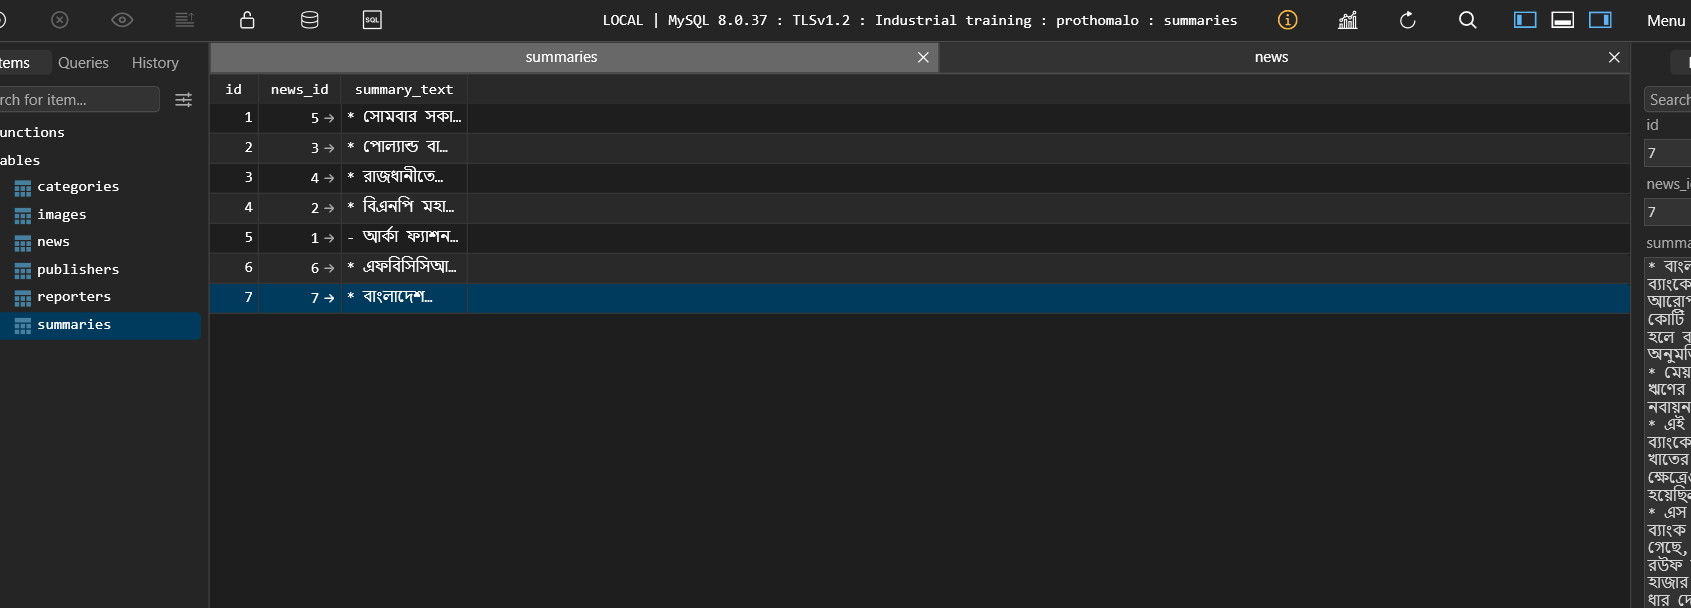 LOCAL | MySQL 8.0.37 : TLSv1.2 : Industrial training : prothomalo : summaries
Menu
SQL
tems Queries History
rch for item...
unctions
ables
categories
images
news
publishers
reporters
summaries
summaries
news
id news_id summary_text
1 5 → * সোমবার সকা...
2 3 → * পোল্যান্ড বা...
3 4 → * রাজধানীতে...
4 2 → * বিএনপি মহা...
5 1 → - আর্কা ফ্যাশন...
6 6 → * এফবিসিসিআ...
7 7 → * বাংলাদেশ...
Search
id
7
news_i
7
summa
* বাংল
ব্যাংকে
আরোপ
কোটি
হলে ব
অনুমতি
* মেয়
ঋণের
নবায়ন
* এই
ব্যাংকে
খাতের
ক্ষেত্রে
হয়েছিল
* এস
ব্যাংক
গেছে,
রউফ
হাজার
ধার দে